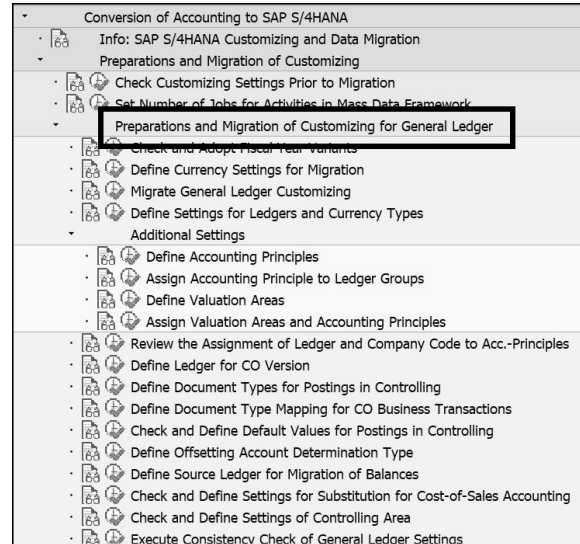 Conversion of Accounting to SAP S/4HANA
Info: SAP S/4HANA Customizing and Data Migration
Preparations and Migration of Customizing
Check Customizing Settings Prior to Migration
Set Number of Jobs for Activities in Mass Data Framework
Preparations and Migration of Customizing for General Ledger
Check and Adopt Fiscal Year Variants
Define Currency Settings for Migration
Migrate General Ledger Customizing
Define Settings for Ledgers and Currency Types
Additional Settings
Define Accounting Principles
Assign Accounting Principle to Ledger Groups
Define Valuation Areas
Assign Valuation Areas and Accounting Principles
Review the Assignment of Ledger and Company Code to Acc.-Principles
Define Ledger for CO Version
Define Document Types for Postings in Controlling
Define Document Type Mapping for CO Business Transactions
Check and Define Default Values for Postings in Controlling
Define Offsetting Account Determination Type
Define Source Ledger for Migration of Balances
Check and Define Settings for Substitution for Cost-of-Sales Accounting
Check and Define Settings of Controlling Area
Execute Consistency Check of General Ledger Settings